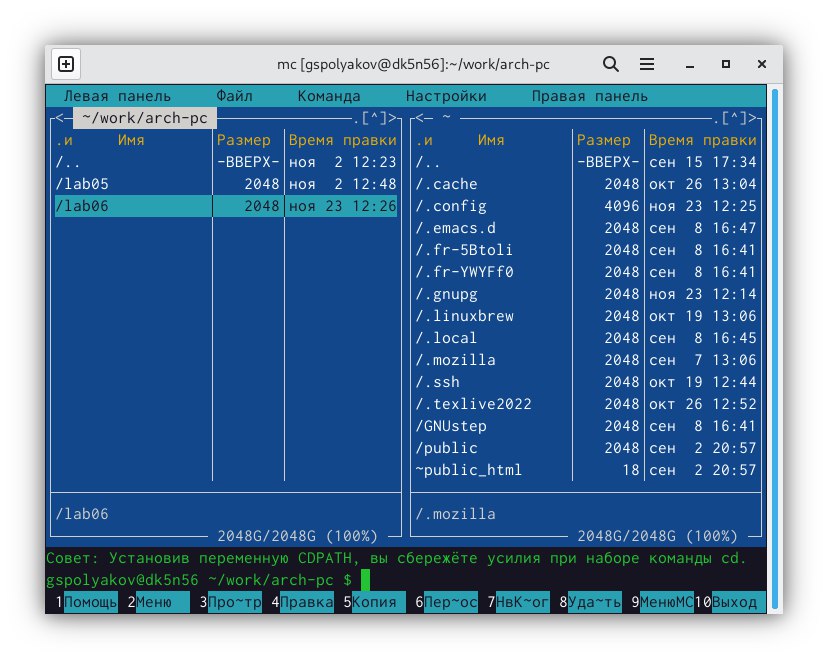 mc [gspolyakov@dk5n56]:~/work/arch-pc
Левая панель Файл Команда Настройки Правая панель
<─ ~/work/arch-pc .[^]> <─ ~ .[^]>
.и Имя Размер Время правки .и Имя Размер Время правки
/.. -ВВЕРХ- ноя 2 12:23 /.. -ВВЕРХ- сен 15 17:34
/lab05 2048 ноя 2 12:48 /.cache 2048 окт 26 13:04
/lab06 2048 ноя 23 12:26 /.config 4096 ноя 23 12:25
/.emacs.d 2048 сен 8 16:47
/.fr-5Btoli 2048 сен 8 16:41
/.fr-YWYFf0 2048 сен 8 16:41
/.gnupg 2048 ноя 23 12:14
/.linuxbrew 2048 окт 19 13:06
/.local 2048 сен 8 16:45
/.mozilla 2048 сен 7 13:06
/.ssh 2048 окт 19 12:44
/.texlive2022 2048 окт 26 12:52
/GNUstep 2048 сен 8 16:41
/public 2048 сен 2 20:57
~public_html 18 сен 2 20:57
/lab06 /.mozilla
2048G/2048G (100%) 2048G/2048G (100%)
Совет: Установив переменную CDPATH, вы сбережёте усилия при наборе команды cd.
gspolyakov@dk5n56 ~/work/arch-pc $
1Помощь 2Меню 3Про~тр 4Правка 5Копия 6Пер~ос 7НвК~ог 8Уда~ть 9МенюМС10Выход